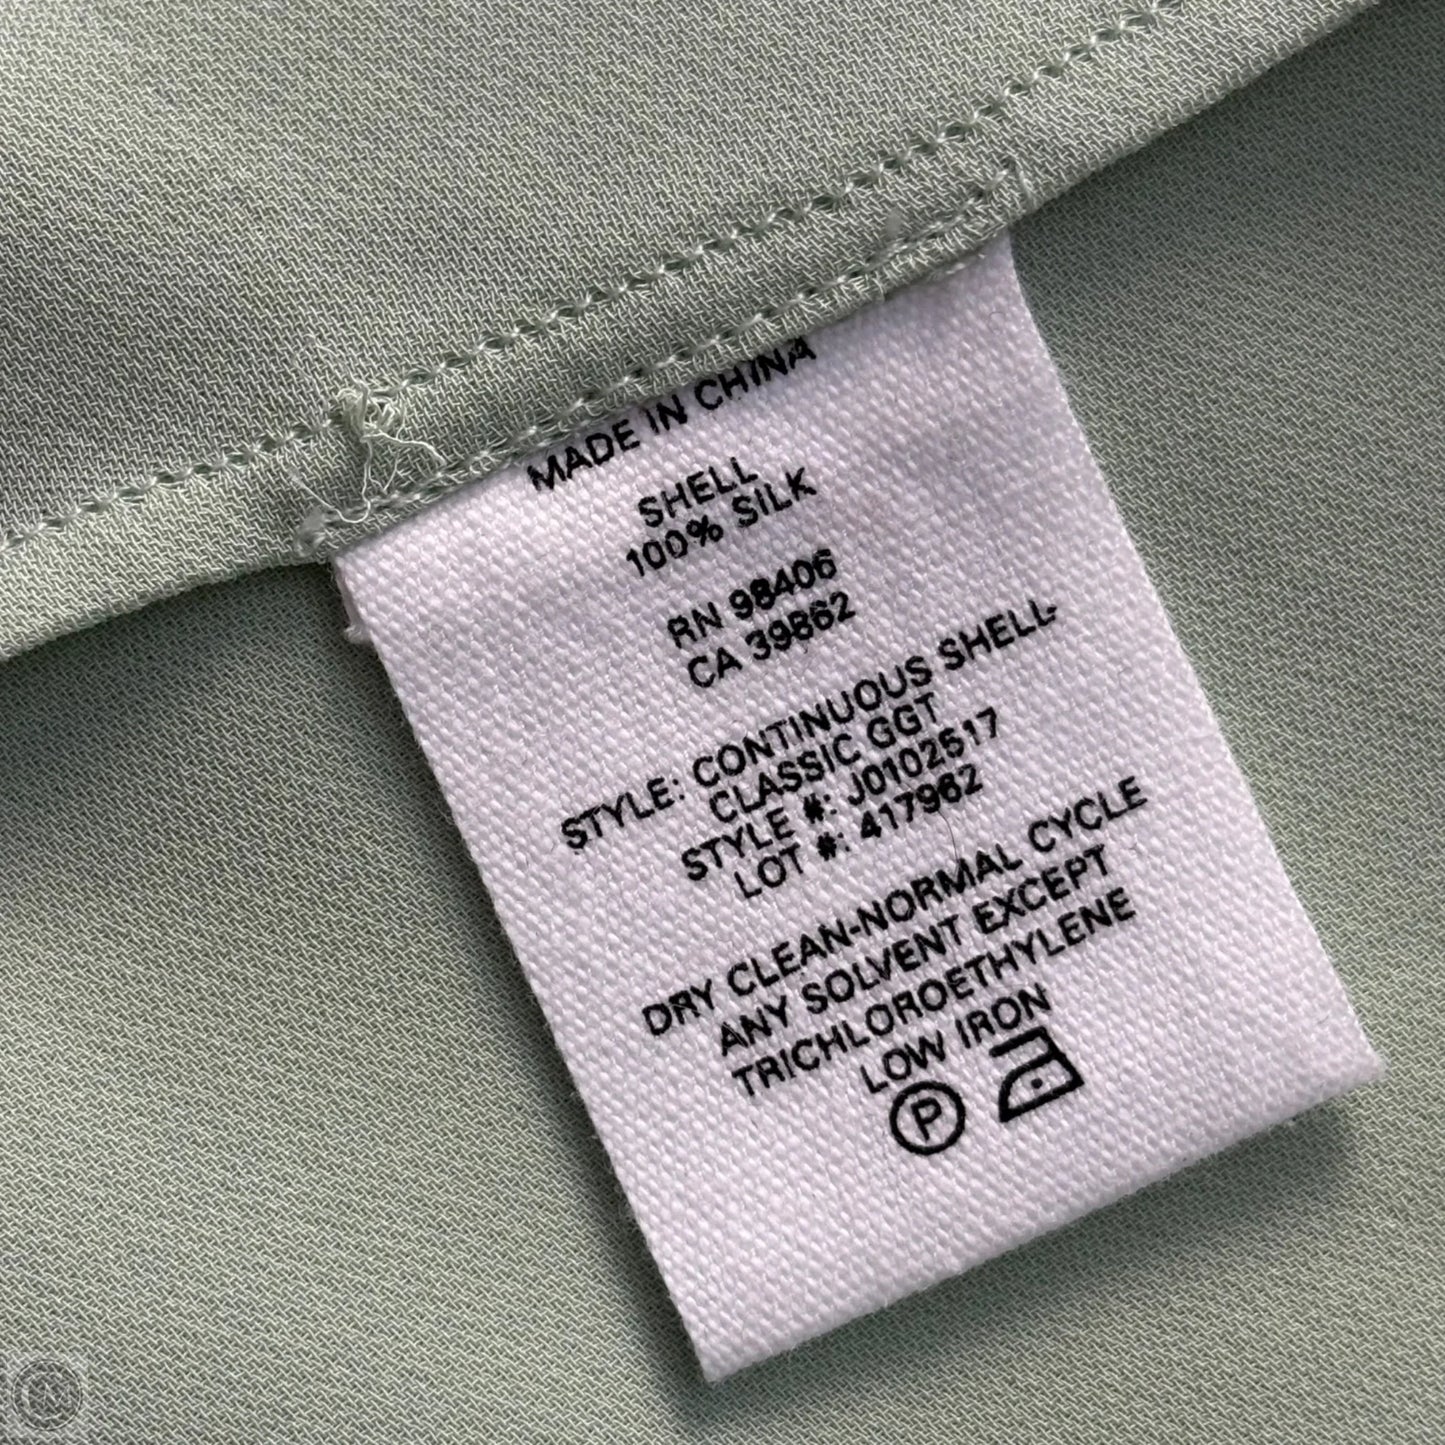 MADE IN CHINA
SHELL
100% SILK
RN 98406
CA 39862
STYLE: CONTINUOUS SHELL-
CLASSIC GGT
STYLE #: J0102517
LOT #: 417962
DRY CLEAN-NORMAL CYCLE
ANY SOLVENT EXCEPT
TRICHLOROETHYLENE
LOW IRON
P